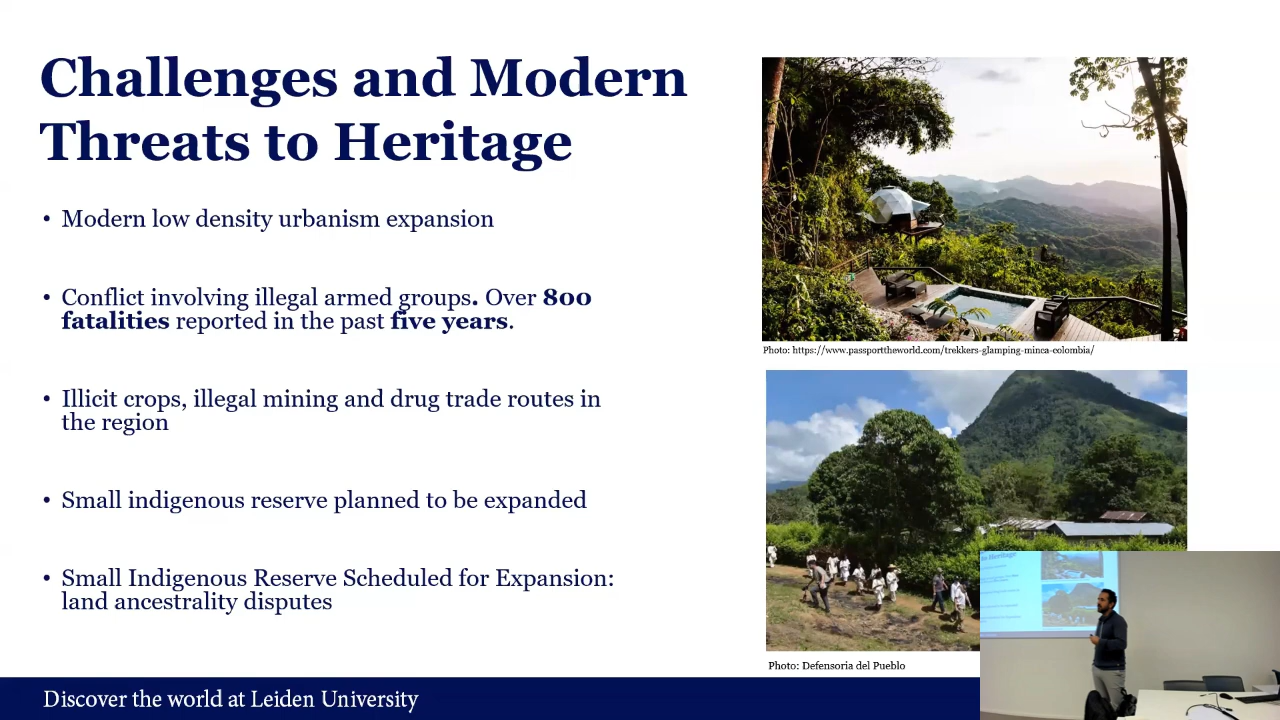 Challenges and Modern
Threats to Heritage
• Modern low density urbanism expansion
• Conflict involving illegal armed groups. Over 800
fatalities reported in the past five years.
• Illicit crops, illegal mining and drug trade routes in
the region
• Small indigenous reserve planned to be expanded
• Small Indigenous Reserve Scheduled for Expansion:
land ancestrality disputes
Photo: https://www.passporttheworld.com/trekkers-glamping-minca-colombia/
Photo: Defensoria del Pueblo
to Heritage
Discover the world at Leiden University